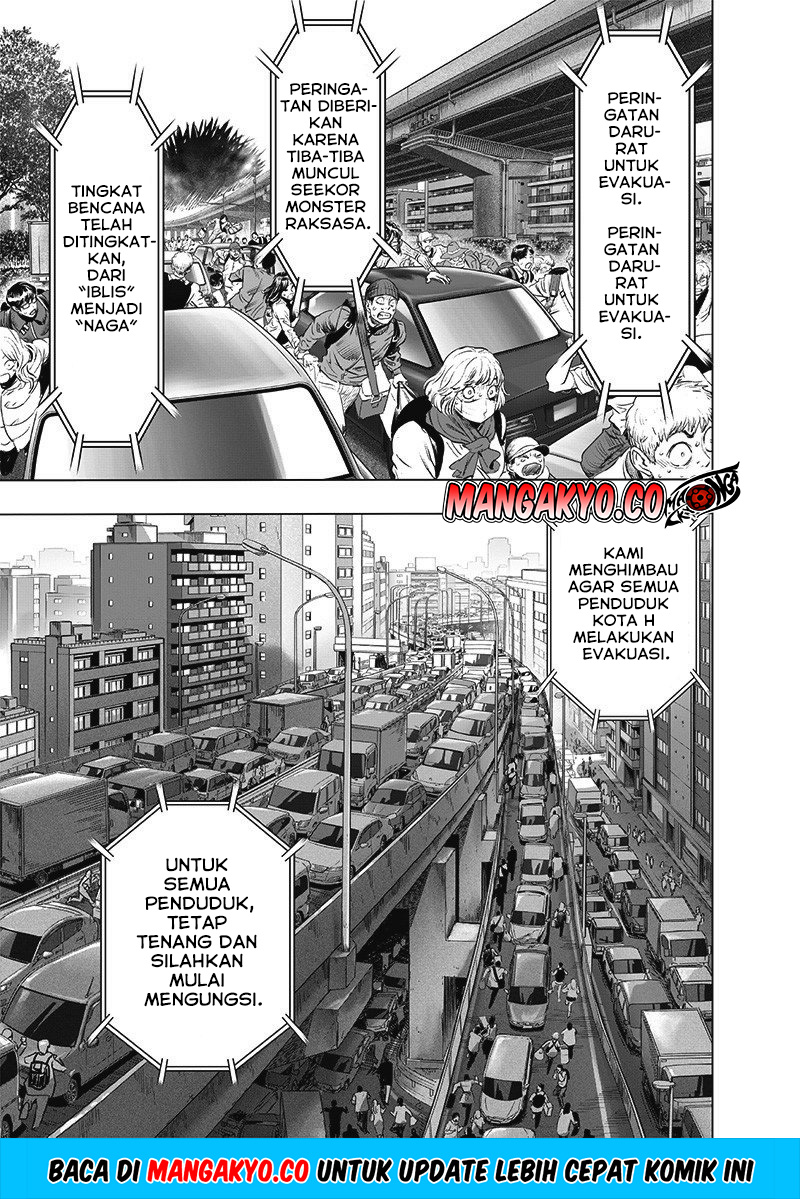 PERIN-
GATAN
DARU-
RAT
UNTUK
EVAKUA-
SI.
PERIN-
GATAN
DARU-
RAT
UNTUK
EVAKUA-
SI.
PERINGA-
TAN
DIBERI-
KAN
KARENA
TIBA-TIBA
MUNCUL
SEEKOR
MONSTER
RAKSASA.
TINGKAT
BENCANA
TELAH
DITINGKAT-
KAN,
DARI
"IBLIS"
MENJADI
"NAGA"
MANGAKYO.CO
KAMI
MENGHIMBAU
AGAR SEMUA
PENDUDUK
KOTA H
MELAKUKAN
EVAKUASI.
UNTUK
SEMUA
PENDUDUK,
TETAP
TENANG DAN
SILAHKAN
MULAI
MENGUNGSI.
BACA DI MANGAKYO.CO UNTUK UPDATE LEBIH CEPAT KOMIK INI